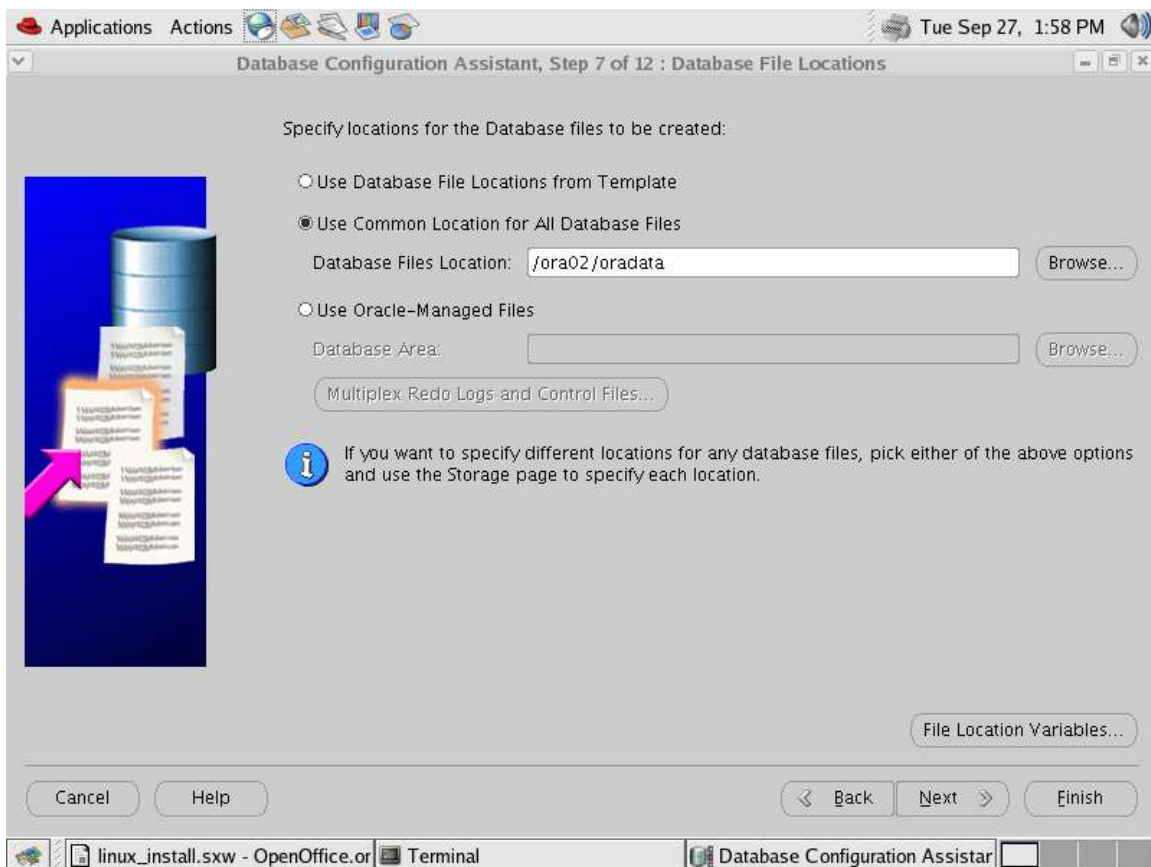 Applications Actions Tue Sep 27, 1:58 PM
Database Configuration Assistant, Step 7 of 12 : Database File Locations
Specify locations for the Database files to be created:
Use Database File Locations from Template
Use Common Location for All Database Files
Database Files Location: /ora02/oradata Browse...
Use Oracle-Managed Files
Database Area: Browse...
Multiplex Redo Logs and Control Files...
If you want to specify different locations for any database files, pick either of the above options
and use the Storage page to specify each location.
File Location Variables...
Cancel Help Back Next Finish
linux_install.sxw - OpenOffice.or Terminal Database Configuration Assistar